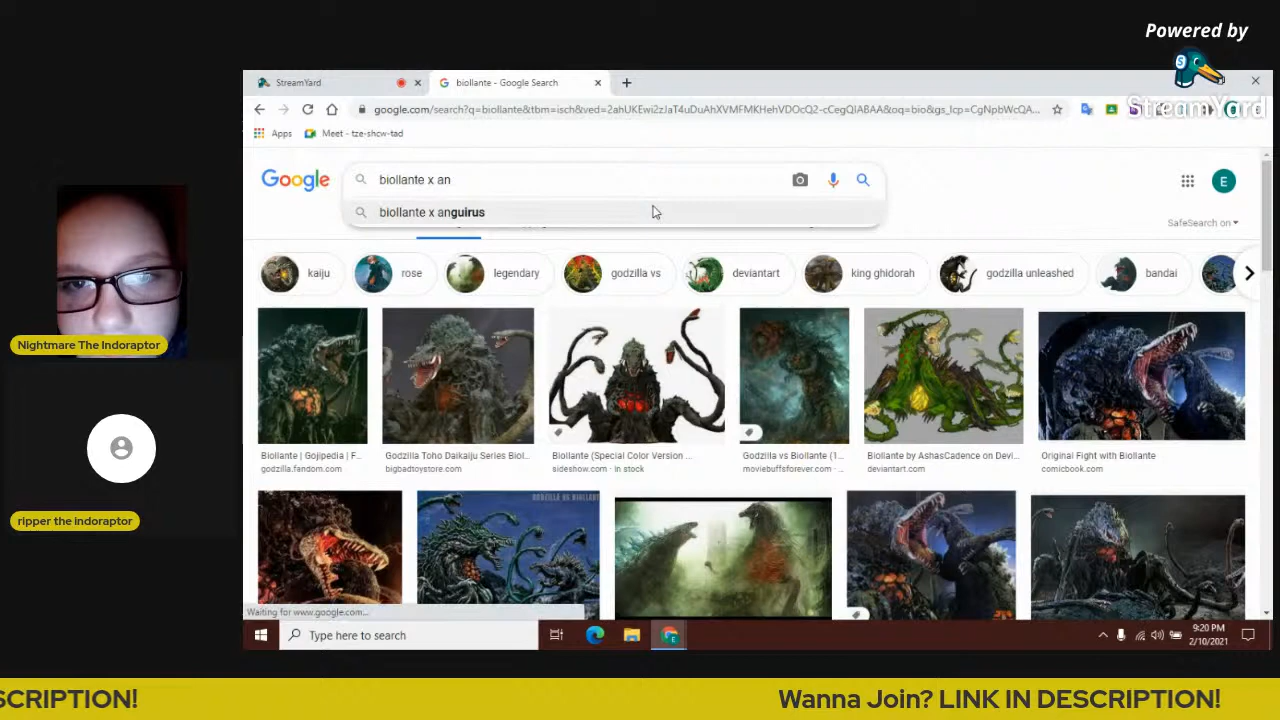 Powered by
StreamYard
StreamYard
biollante - Google Search
google.com/search?q=biollante&tbm=isch&ved=2ahUKEwi2zJaT4uDuAhXVMFMKHehVDOcQ2-cCegQIABAA&oq=bio&gs_lcp=CgNpbWcQA...
Apps
Meet - tze-shcw-tad
Google
biollante x an
biollante x anguirus
SafeSearch on
E
kaiju
rose
legendary
godzilla vs
deviantart
king ghidorah
godzilla unleashed
bandai
Biollante | Gojipedia | F...
godzilla.fandom.com
Godzilla Toho Daikaiju Series Biol...
bigbadtoystore.com
Biollante (Special Color Version ...
sideshow.com · In stock
Godzilla vs Biollante (1...
moviebuffsforever.com · ...
Biollante by AshasCadence on Devi...
deviantart.com
Original Fight with Biollante
comicbook.com
GODZILLA VS BIOLLANTE
Waiting for www.google.com...
Type here to search
9:20 PM
2/10/2021
Nightmare The Indoraptor
ripper the indoraptor
SCRIPTION!
Wanna Join? LINK IN DESCRIPTION!